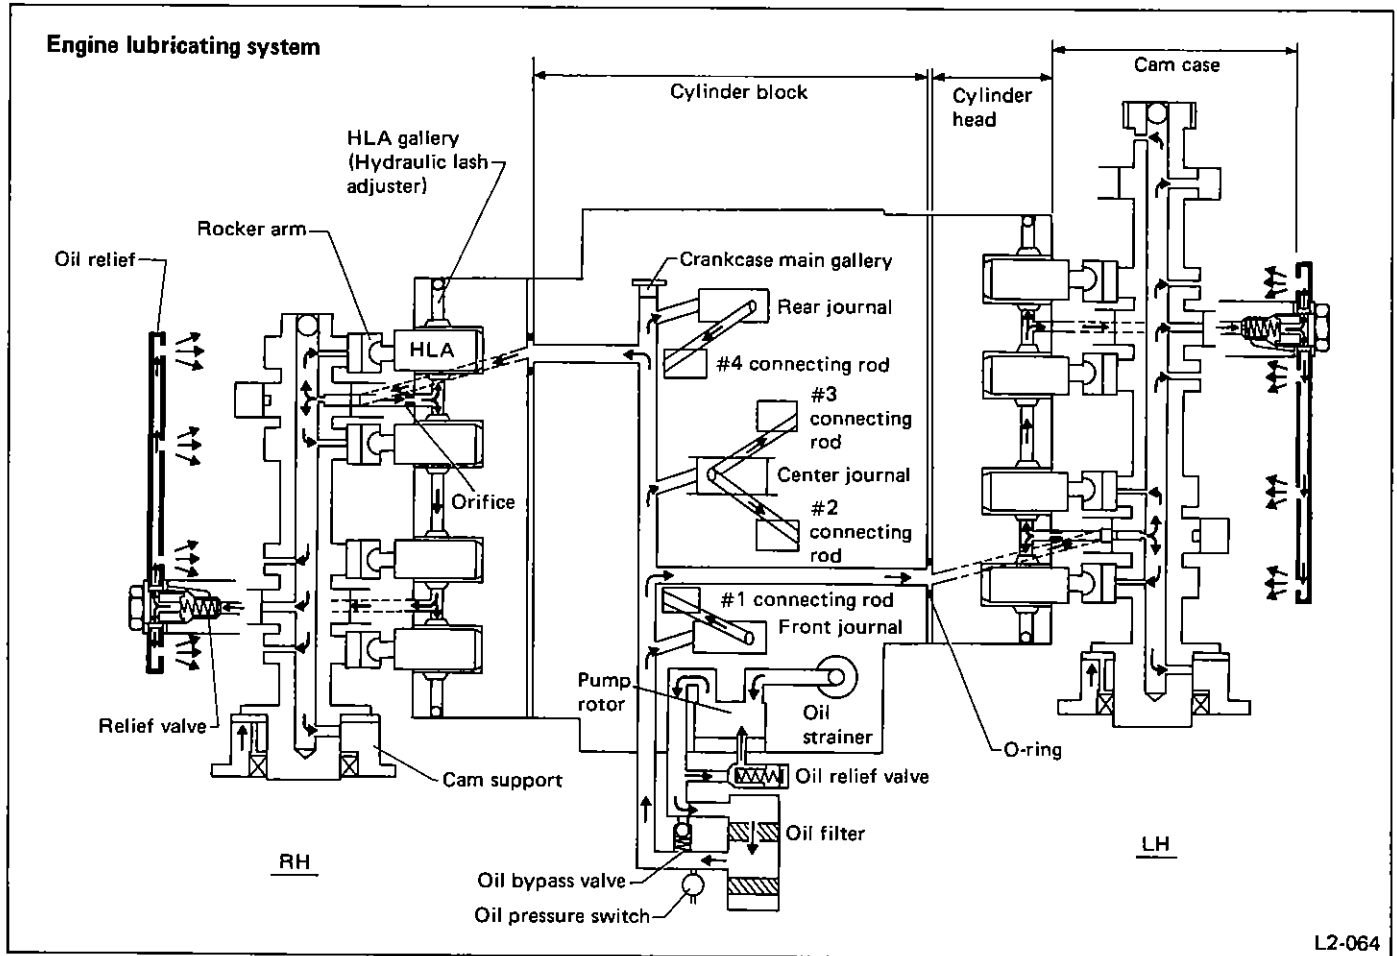 Engine lubricating system
Cam case
Cylinder block
Cylinder
head
HLA gallery
(Hydraulic lash
adjuster)
Rocker arm
Oil relief
Crankcase main gallery
Rear journal
HLA
#4 connecting rod
#3
connecting
rod
Center journal
Orifice
#2
connecting
rod
#1 connecting rod
Front journal
Pump
rotor
Oil
strainer
Relief valve
O-ring
Cam support
Oil relief valve
Oil filter
RH
LH
Oil bypass valve
Oil pressure switch
L2-064